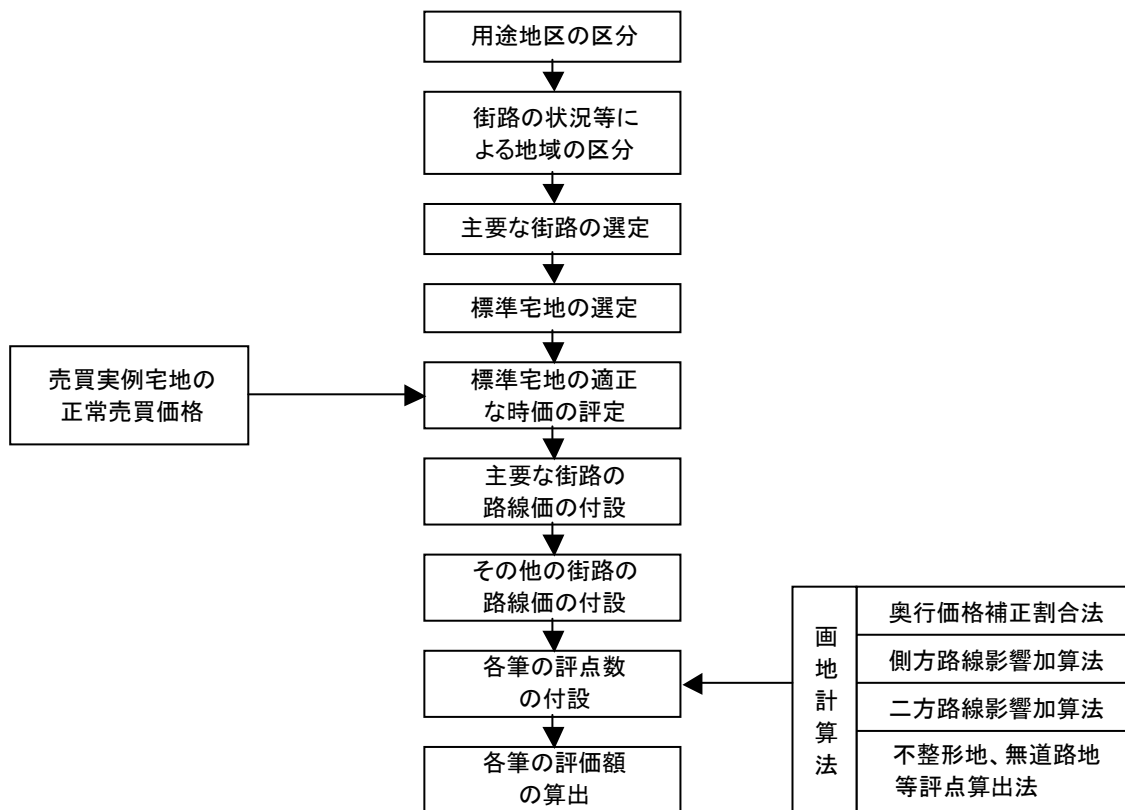 用途地区の区分
街路の状況等に
よる地域の区分
主要な街路の選定
標準宅地の選定
売買実例宅地の
正常売買価格
標準宅地の適正
な時価の評定
主要な街路の
路線価の付設
その他の街路の
路線価の付設
各筆の評点数
の付設
各筆の評価額
の算出
画地計算法
奥行価格補正割合法
側方路線影響加算法
二方路線影響加算法
不整形地、無道路地
等評点算出法